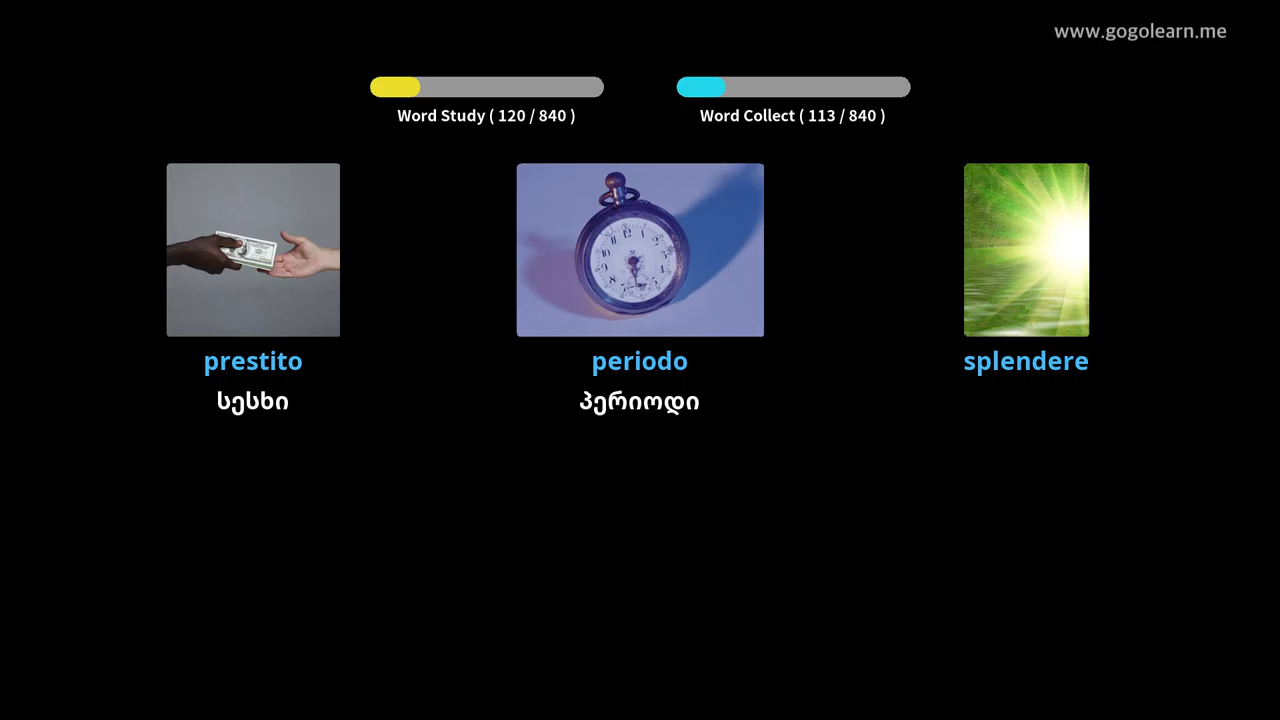 www.gogolearn.me
Word Study ( 120 / 840 )
Word Collect ( 113 / 840 )
prestito
periodo
splendere
სესხი
პერიოდი